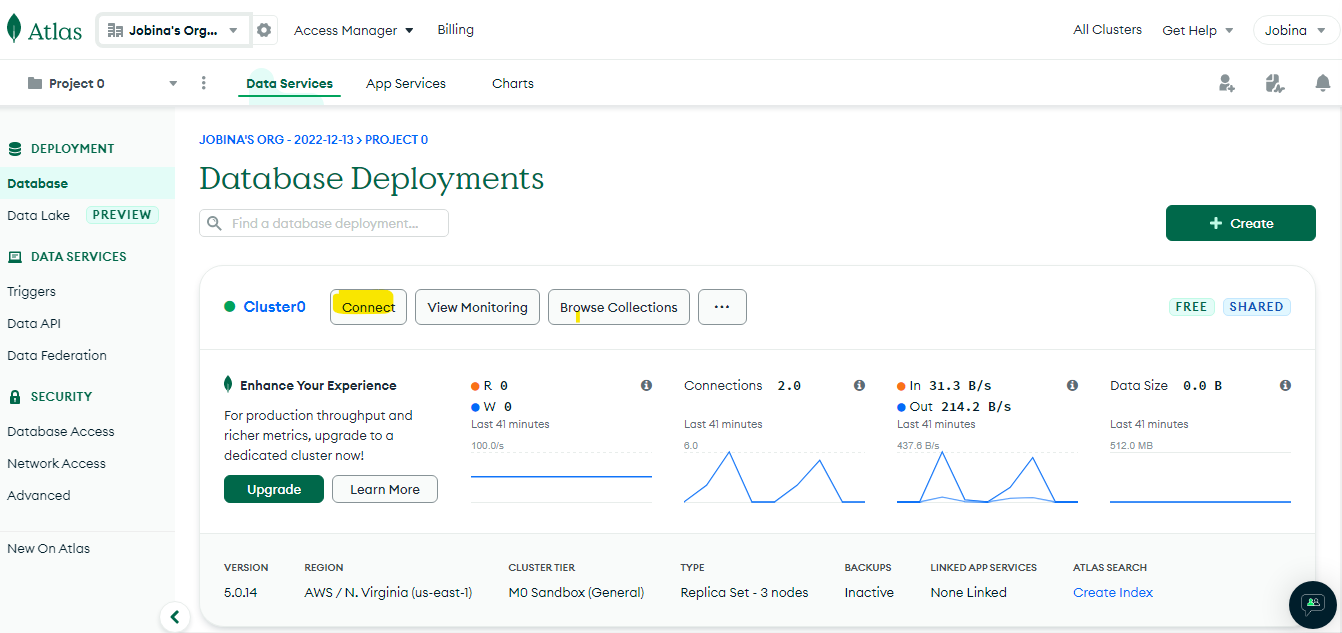 Atlas
Jobina's Org...
Access Manager
Billing
All Clusters
Get Help
Jobina
Project 0
Data Services
App Services
Charts
DEPLOYMENT
Database
Data Lake PREVIEW
DATA SERVICES
Triggers
Data API
Data Federation
SECURITY
Database Access
Network Access
Advanced
New On Atlas
JOBINA'S ORG - 2022-12-13 > PROJECT 0
Database Deployments
Find a database deployment...
+ Create
Cluster0
Connect
View Monitoring
Browse Collections
...
FREE
SHARED
Enhance Your Experience
For production throughput and
richer metrics, upgrade to a
dedicated cluster now!
Upgrade
Learn More
R 0
W 0
Last 41 minutes
100.0/s
Connections 2.0
Last 41 minutes
6.0
In 31.3 B/s
Out 214.2 B/s
Last 41 minutes
437.6 B/s
Data Size 0.0 B
Last 41 minutes
512.0 MB
VERSION
5.0.14
REGION
AWS / N. Virginia (us-east-1)
CLUSTER TIER
M0 Sandbox (General)
TYPE
Replica Set - 3 nodes
BACKUPS
Inactive
LINKED APP SERVICES
None Linked
ATLAS SEARCH
Create Index